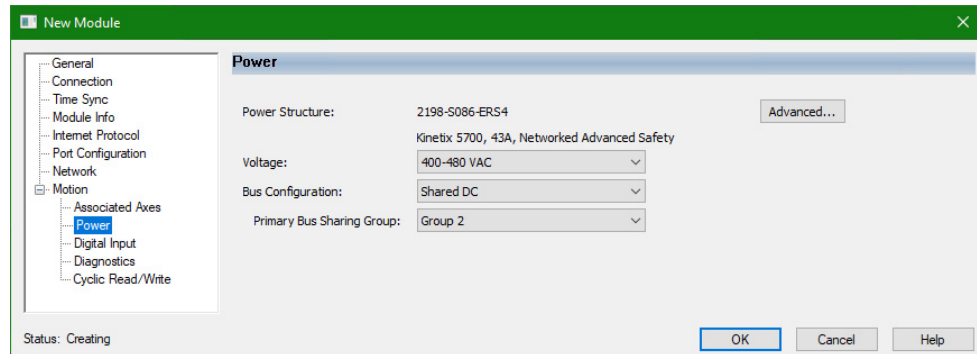 New Module
General
Connection
Time Sync
Module Info
Internet Protocol
Port Configuration
Network
Motion
Associated Axes
Power
Digital Input
Diagnostics
Cyclic Read/Write
Power
Power Structure: 2198-S086-ERS4 Advanced...
Kinetix 5700, 43A, Networked Advanced Safety
Voltage: 400-480 VAC
Bus Configuration: Shared DC
Primary Bus Sharing Group: Group 2
Status: Creating OK Cancel Help